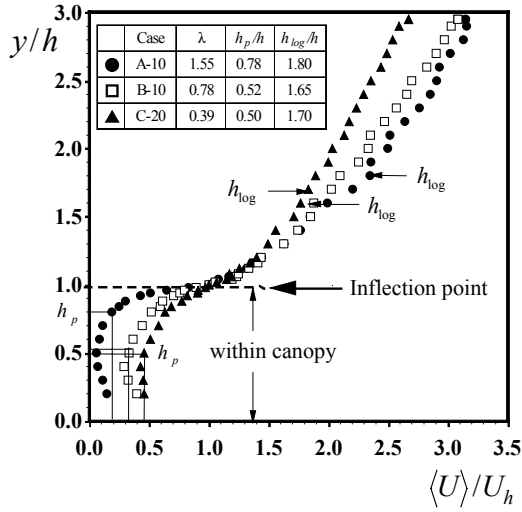 y/h
3.0
2.5
2.0
1.5
1.0
0.5
0.0
Case λ h_p/h h_log/h
● A-10 1.55 0.78 1.80
□ B-10 0.78 0.52 1.65
▲ C-20 0.39 0.50 1.70
h_log
h_log
h_log
Inflection point
h_p
within canopy
h_p
0.0 0.5 1.0 1.5 2.0 2.5 3.0 3.5
⟨U⟩/U_h